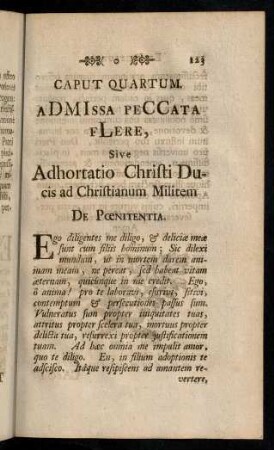 123
CAPUT QUARTUM.
aDMIssa peCCata
fLere,
Sive
Adhortatio Christi Du-
cis ad Christianum Militem
De Pœnitentia.
Ego diligentes me diligo, & deliciæ meæ
sunt cum filiis hominum; Sic dilexi
mundum, ut in mortem darem ani-
mam meam, ne pereat, sed habeat vitam
æternam, quicunque in me credit. Ego,
ô anima! pro te laboravi, esurivi, sitivi,
contemptum & persecutiones passus sum.
Vulneratus sum propter iniquitates tuas,
attritus propter scelera tua, mortuus propter
delicta tua, resurrexi propter justificationem
tuam. Ad hæc omnia me impulit amor,
quo te diligo. En, in filium adoptionis te
adscisco. Itaque resipiscens ad amantem re-
vertere,